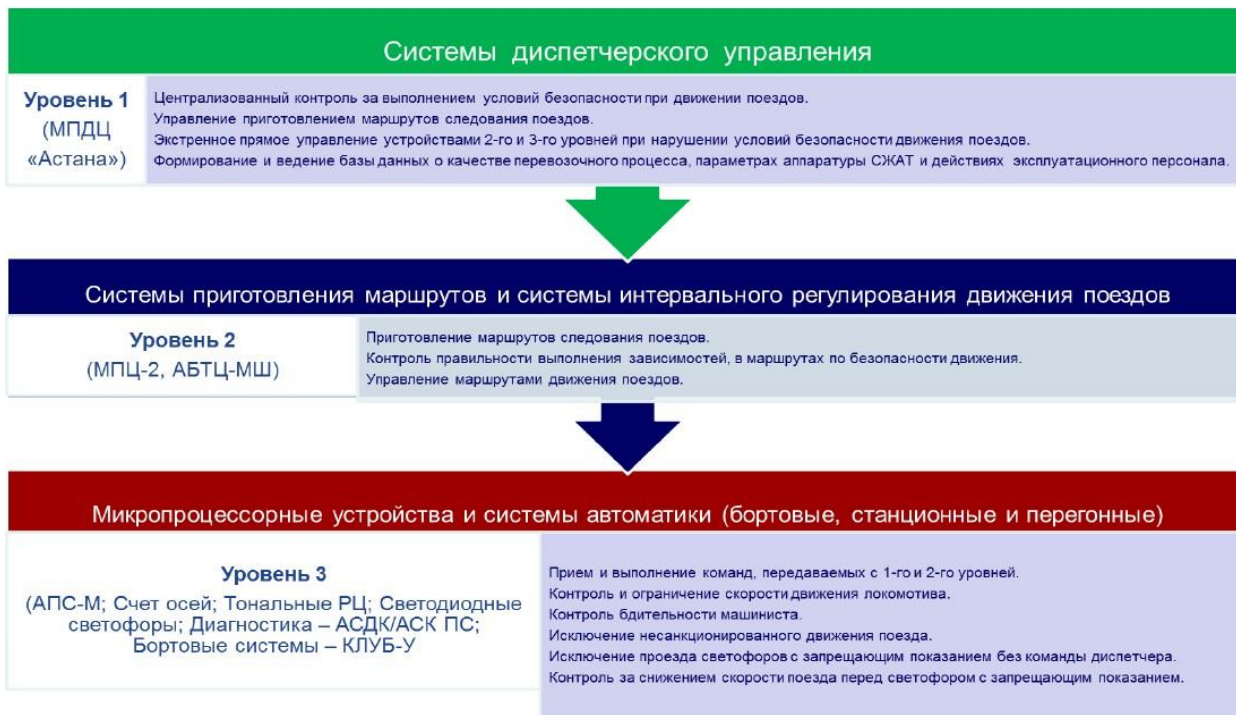 Системы диспетчерского управления
Уровень 1
(МПДЦ
«Астана»)
Централизованный контроль за выполнением условий безопасности при движении поездов.
Управление приготовлением маршрутов следования поездов.
Экстренное прямое управление устройствами 2-го и 3-го уровней при нарушении условий безопасности движения поездов.
Формирование и ведение базы данных о качестве перевозочного процесса, параметрах аппаратуры СЖАТ и действиях эксплуатационного персонала.
Системы приготовления маршрутов и системы интервального регулирования движения поездов
Уровень 2
(МПЦ-2, АБТЦ-МШ)
Приготовление маршрутов следования поездов.
Контроль правильности выполнения зависимостей, в маршрутах по безопасности движения.
Управление маршрутами движения поездов.
Микропроцессорные устройства и системы автоматики (бортовые, станционные и перегонные)
Уровень 3
(АПС-М; Счет осей; Тональные РЦ; Светодиодные
светофоры; Диагностика – АСДК/АСК ПС;
Бортовые системы – КЛУБ-У
Прием и выполнение команд, передаваемых с 1-го и 2-го уровней.
Контроль и ограничение скорости движения локомотива.
Контроль бдительности машиниста.
Исключение несанкционированного движения поезда.
Исключение проезда светофоров с запрещающим показанием без команды диспетчера.
Контроль за снижением скорости поезда перед светофором с запрещающим показанием.